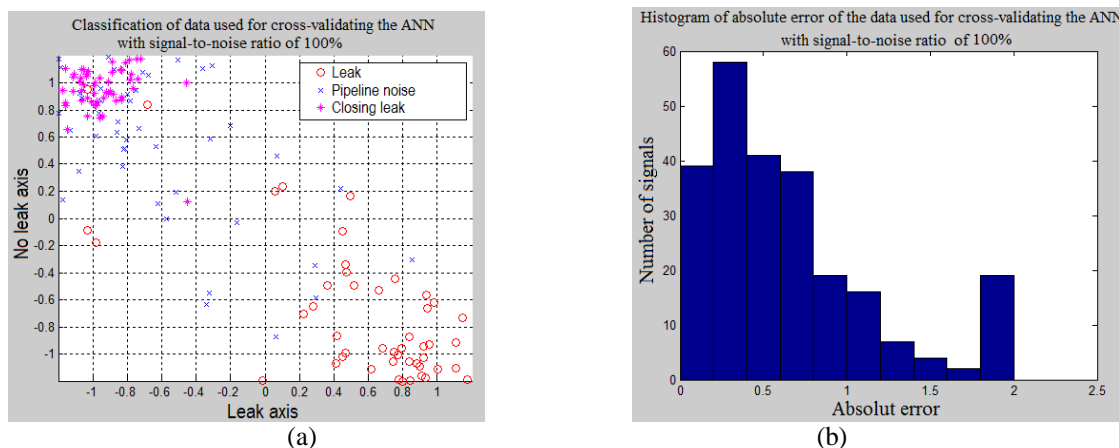 Classification of data used for cross-validating the ANN
with signal-to-noise ratio of 100%
Leak
Pipeline noise
Closing leak
1
0.8
0.6
0.4
0.2
0
-0.2
-0.4
-0.6
-0.8
-1
No leak axis
-1
-0.8
-0.6
-0.4
-0.2
0
0.2
0.4
0.6
0.8
1
Leak axis
(a)
Histogram of absolute error of the data used for cross-validating the ANN
with signal-to-noise ratio of 100%
60
50
40
30
20
10
0
Number of signals
0
0.5
1
1.5
2
2.5
Absolut error
(b)